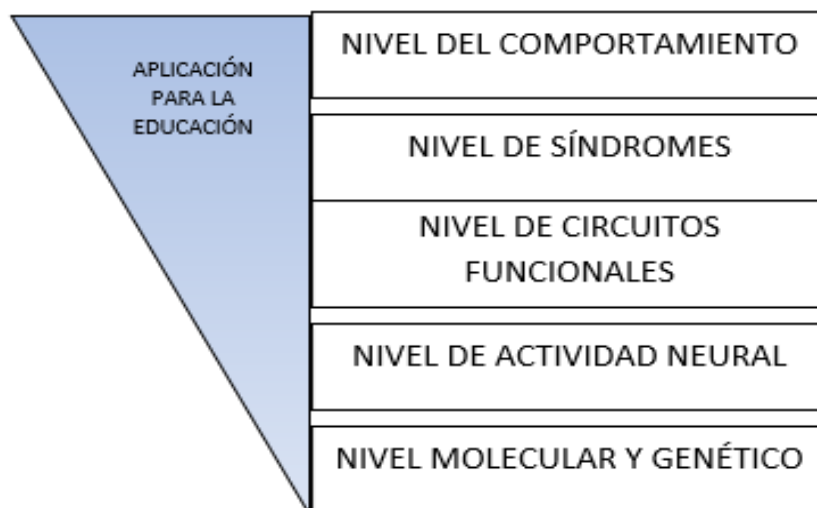 APLICACIÓN
PARA LA
EDUCACIÓN
NIVEL DEL COMPORTAMIENTO
NIVEL DE SÍNDROMES
NIVEL DE CIRCUITOS
FUNCIONALES
NIVEL DE ACTIVIDAD NEURAL
NIVEL MOLECULAR Y GENÉTICO